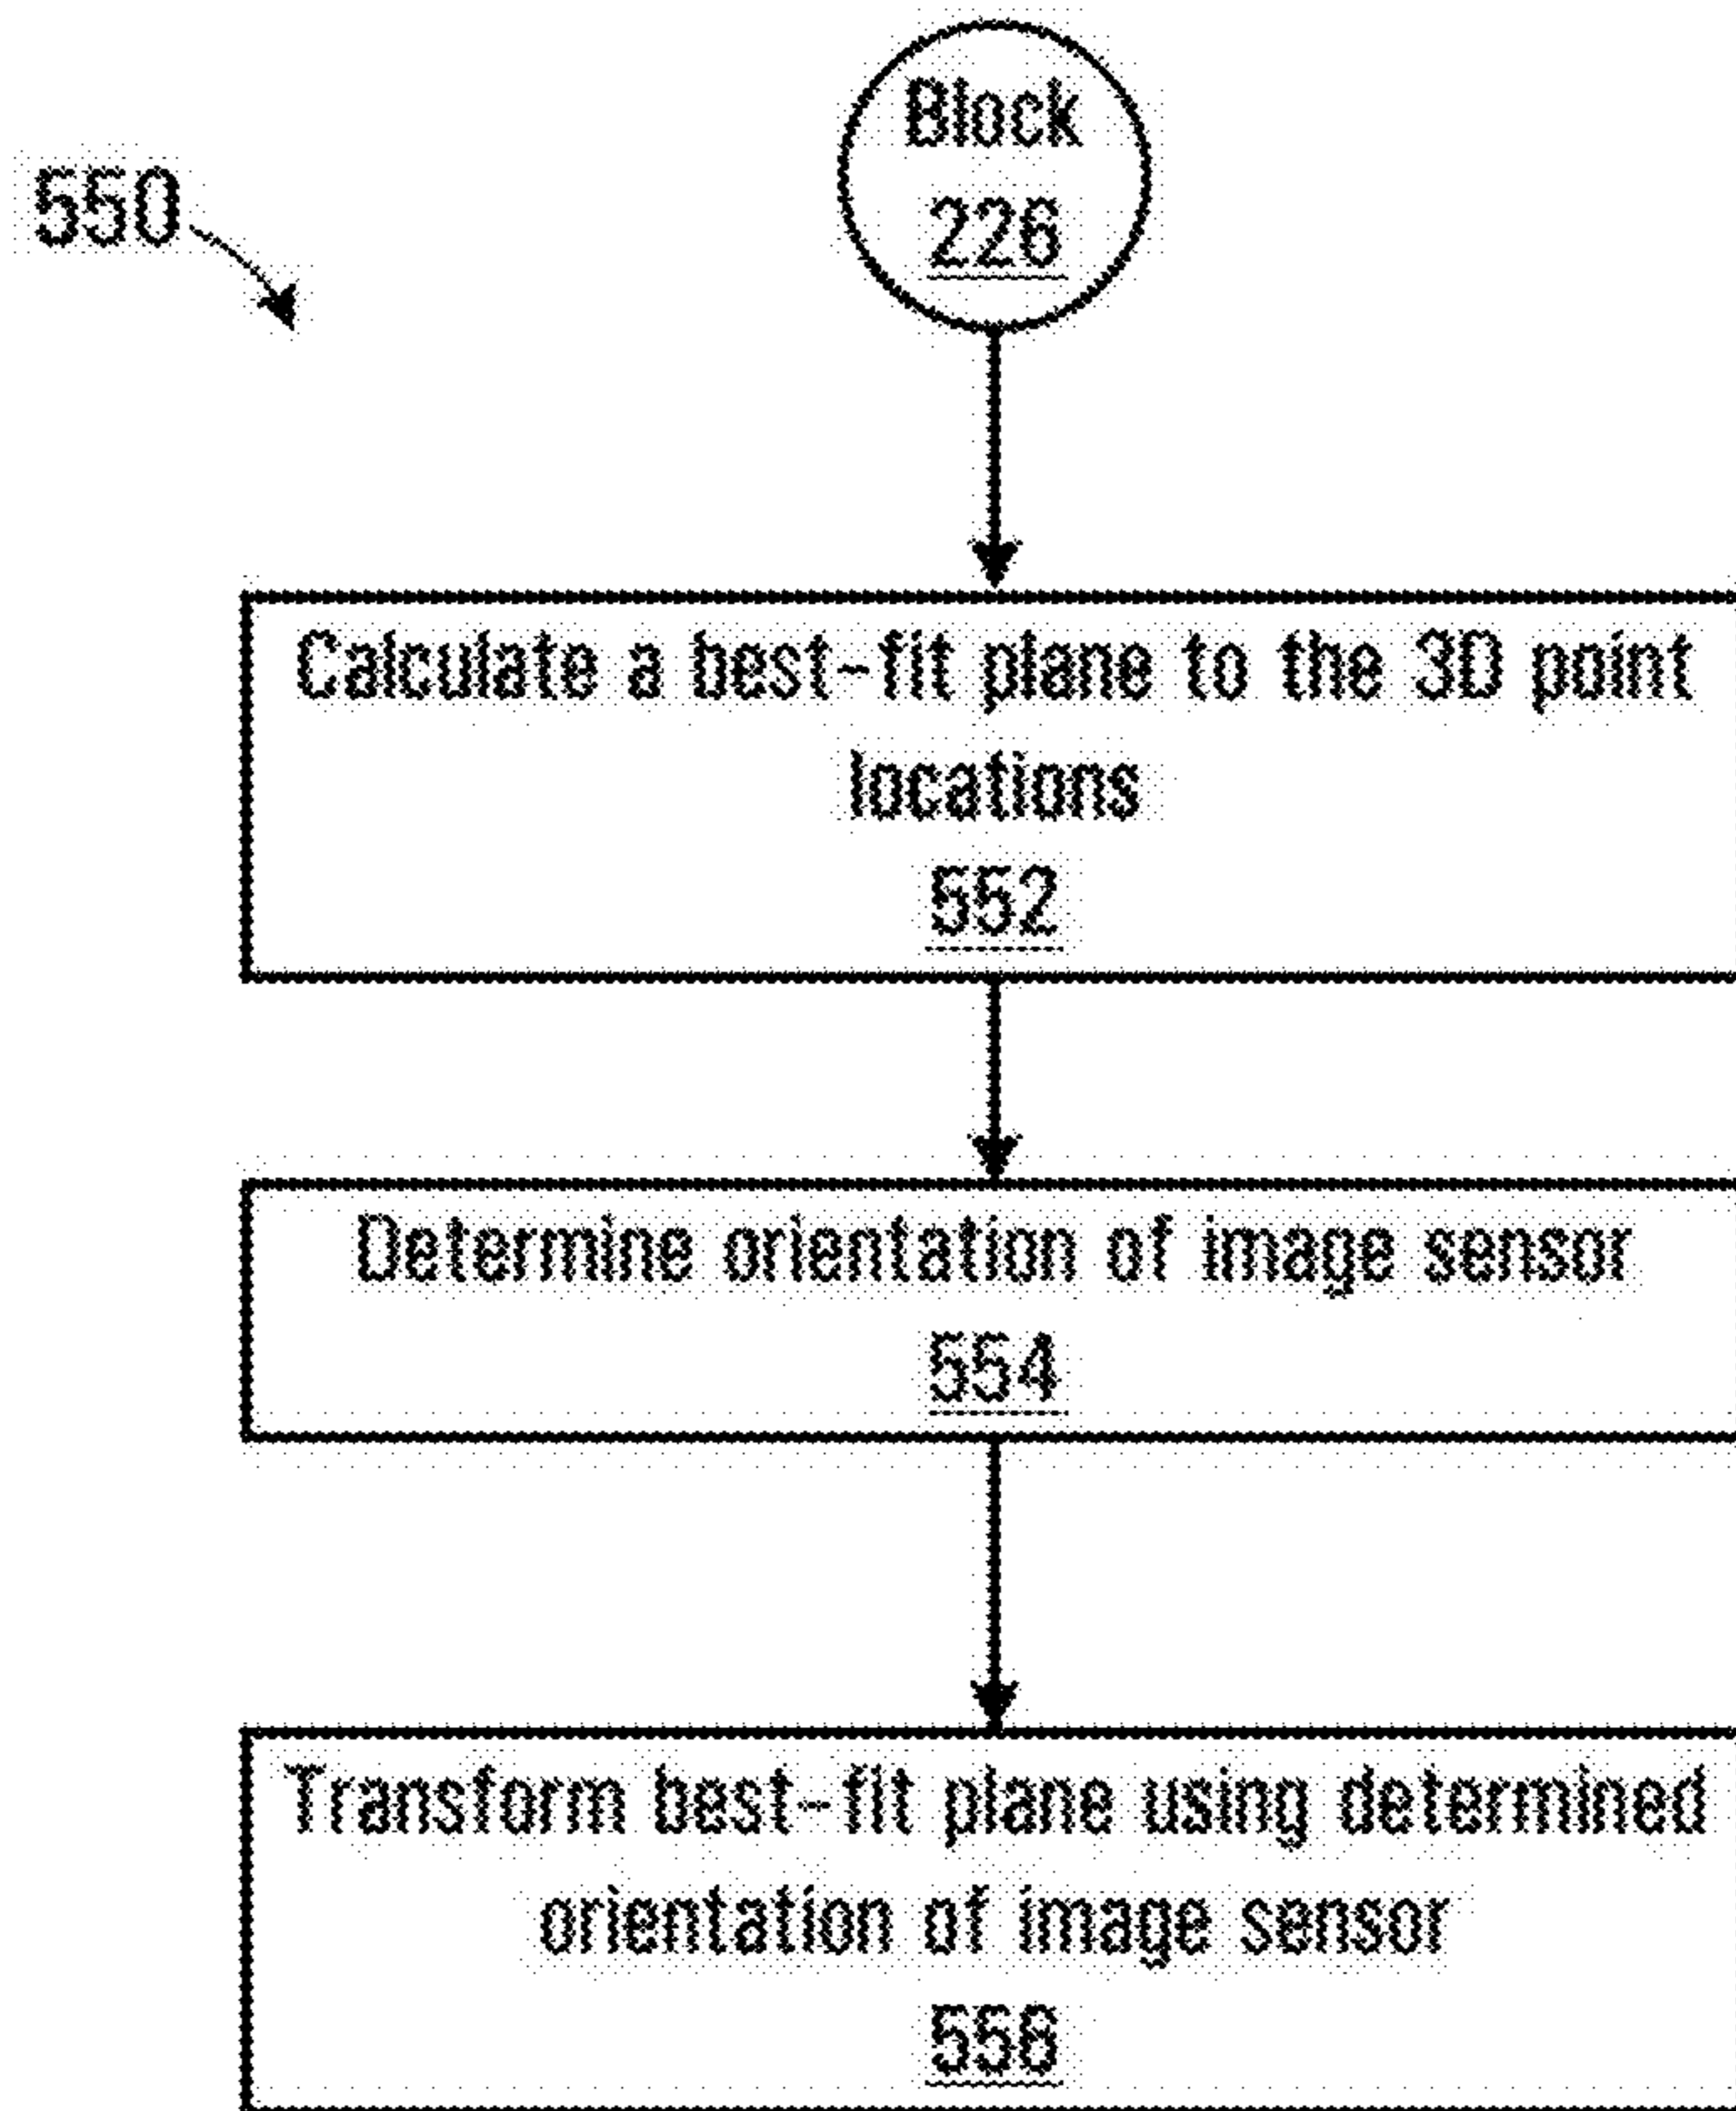 Block
226
550
Calculate a best-fit plane to the 3D point
locations
552
Determine orientation of image sensor
554
Transform best-fit plane using determined
orientation of image sensor
556